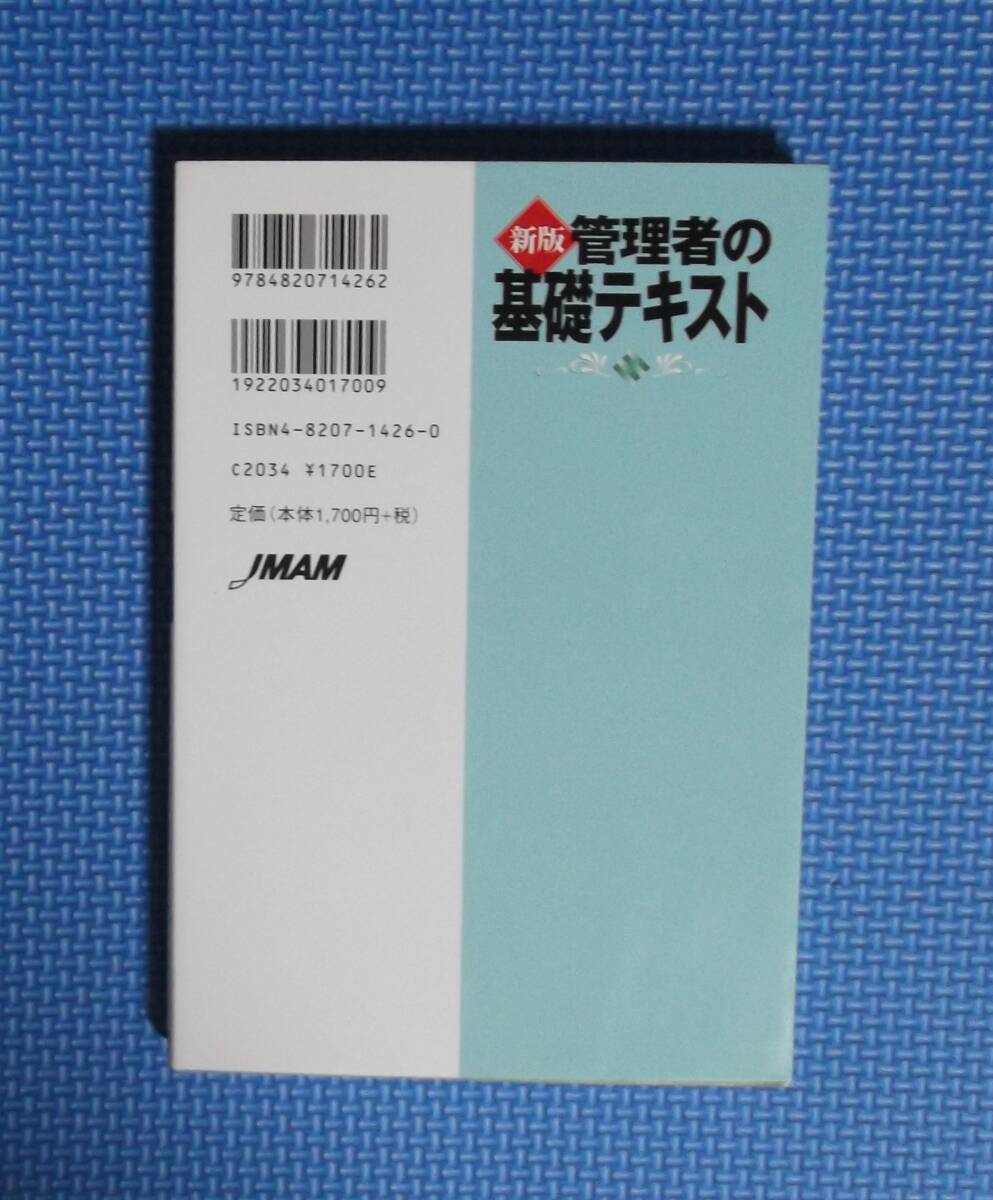 新版 管理者の
基礎テキスト
9784820714262
1922034017009
ISBN4-8207-1426-0
C2034 ¥1700E
定価(本体1,700円+税)
JMAM